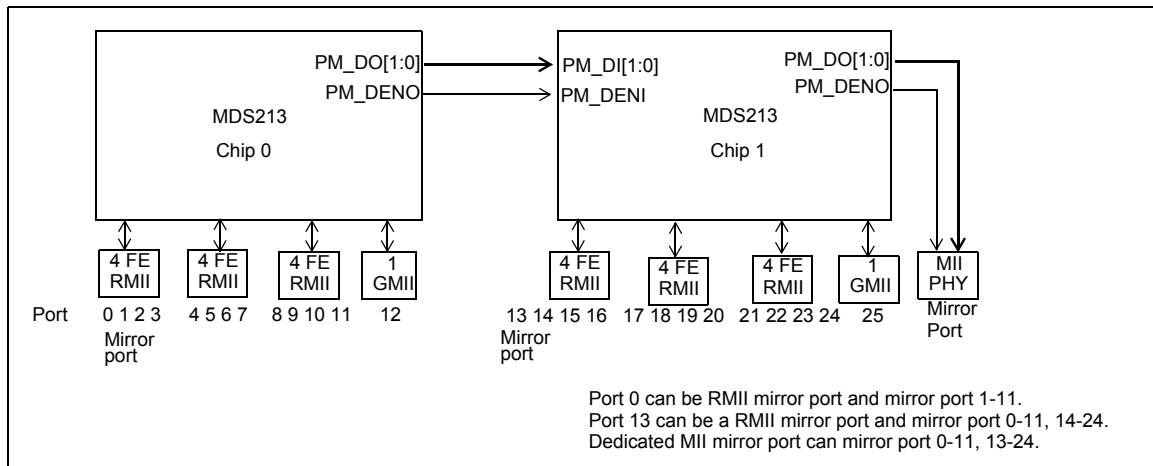 PM_DO[1:0]
PM_DENO
MDS213
Chip 0
PM_DI[1:0]
PM_DENI
PM_DO[1:0]
PM_DENO
MDS213
Chip 1
4 FE
RMII
4 FE
RMII
4 FE
RMII
1
GMII
4 FE
RMII
4 FE
RMII
4 FE
RMII
1
GMII
MII
PHY
Port
0 1 2 3
4 5 6 7
8 9 10 11
12
13 14 15 16
17 18 19 20
21 22 23 24
25
Mirror
Port
Mirror
port
Mirror
port
Port 0 can be RMII mirror port and mirror port 1-11.
Port 13 can be a RMII mirror port and mirror port 0-11, 14-24.
Dedicated MII mirror port can mirror port 0-11, 13-24.